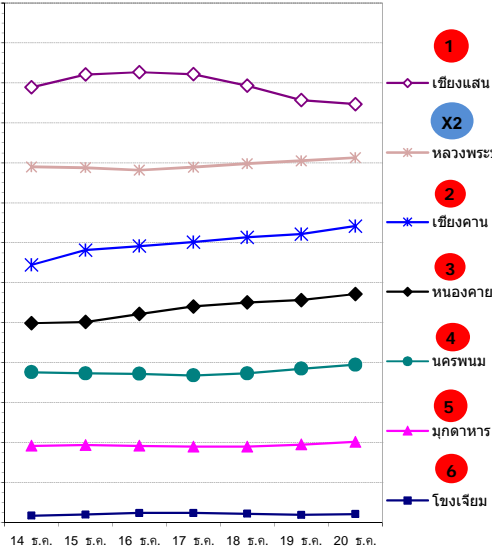 1
เชียงแสน
X2
หลวงพระ
2
เชียงคาน
3
หนองคาย
4
นครพนม
5
มุกดาหาร
6
โขงเจียม
14 ธ.ค. 15 ธ.ค. 16 ธ.ค. 17 ธ.ค. 18 ธ.ค. 19 ธ.ค. 20 ธ.ค.